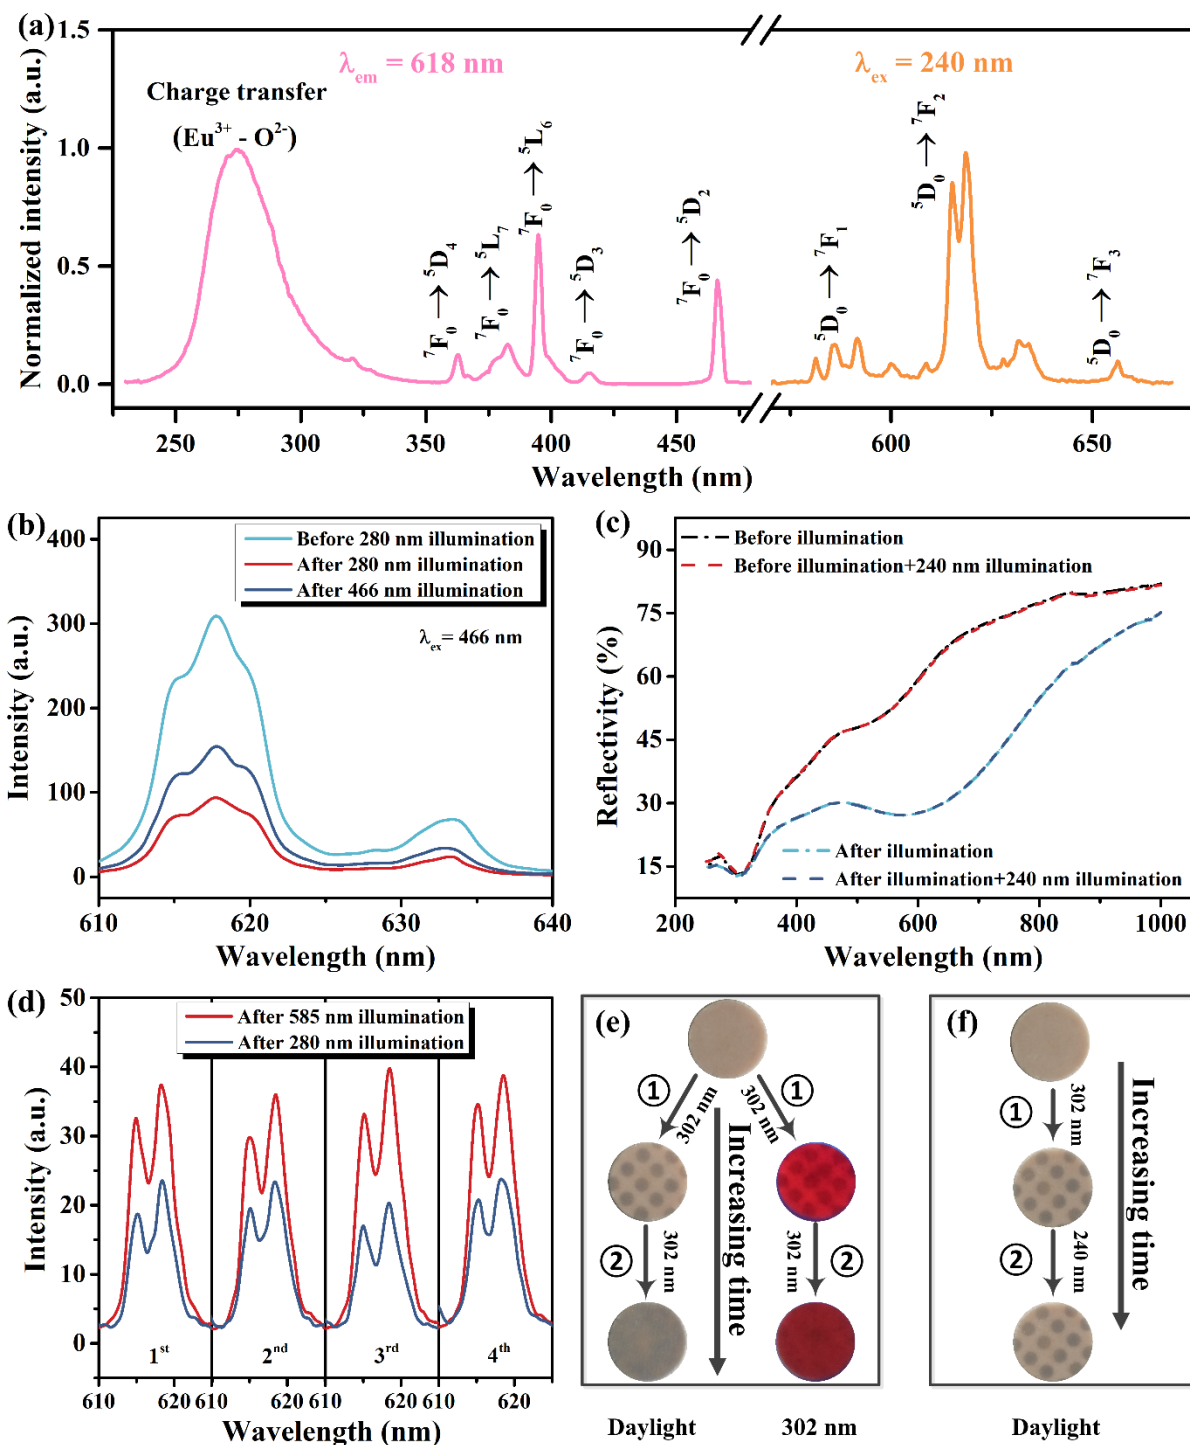 (a)
1.5
1.0
0.5
0.0
Normalized intensity (a.u.)
λem = 618 nm
λex = 240 nm
Charge transfer
(Eu3+ - O2-)
7F0 → 5D4
7F0 → 5L7
7F0 → 5L6
7F0 → 5D3
7F0 → 5D2
5D0 → 7F1
5D0 → 7F2
5D0 → 7F3
250 300 350 400 450 600 650
Wavelength (nm)
(b)
400
300
200
100
0
Intensity (a.u.)
Before 280 nm illumination
After 280 nm illumination
After 466 nm illumination
λex= 466 nm
610 620 630 640
Wavelength (nm)
(c)
90
75
60
45
30
15
Reflectivity (%)
Before illumination
Before illumination+240 nm illumination
After illumination
After illumination+240 nm illumination
200 400 600 800 1000
Wavelength (nm)
(d)
50
40
30
20
10
0
Intensity (a.u.)
After 585 nm illumination
After 280 nm illumination
1st 2nd 3rd 4th
610 620 610 620 610 620 610 620
Wavelength (nm)
(e)
1
302 nm
302 nm
1
Increasing time
2
302 nm
302 nm
2
Daylight 302 nm
(f)
1
302 nm
2
240 nm
Increasing time
Daylight